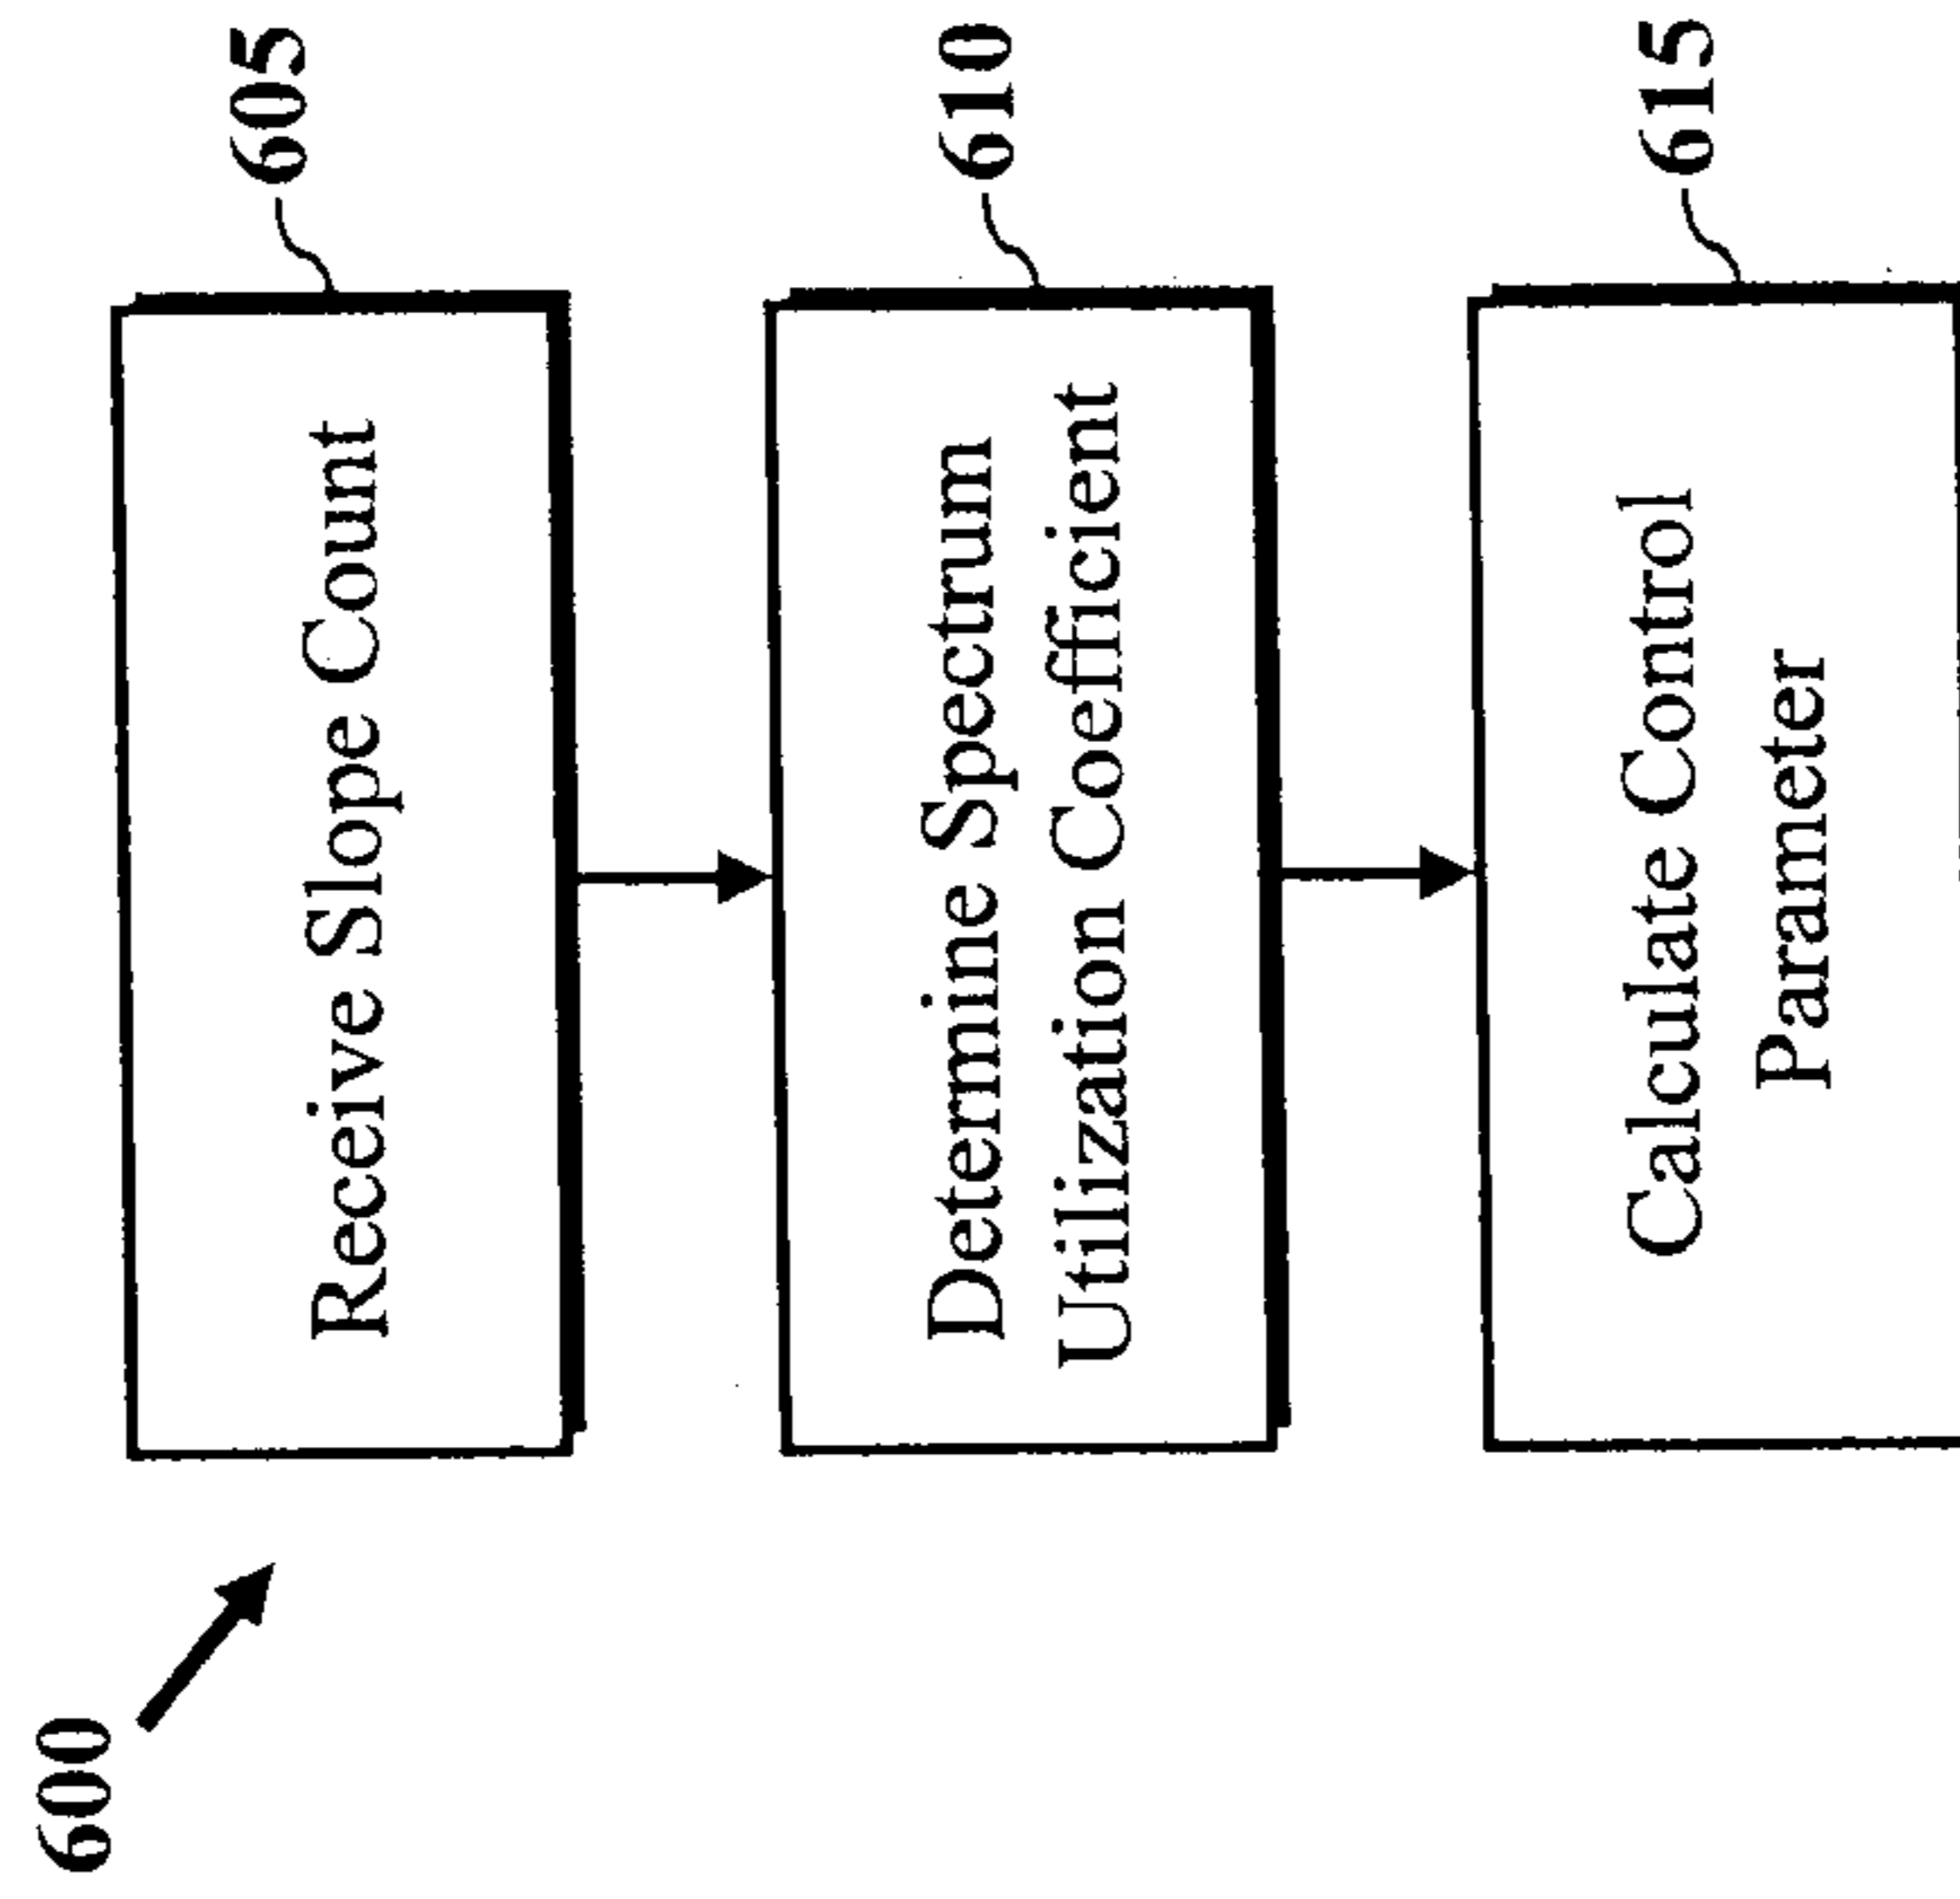 600
605
Receive Slope Count
610
Determine Spectrum
Utilization Coefficient
615
Calculate Control
Parameter